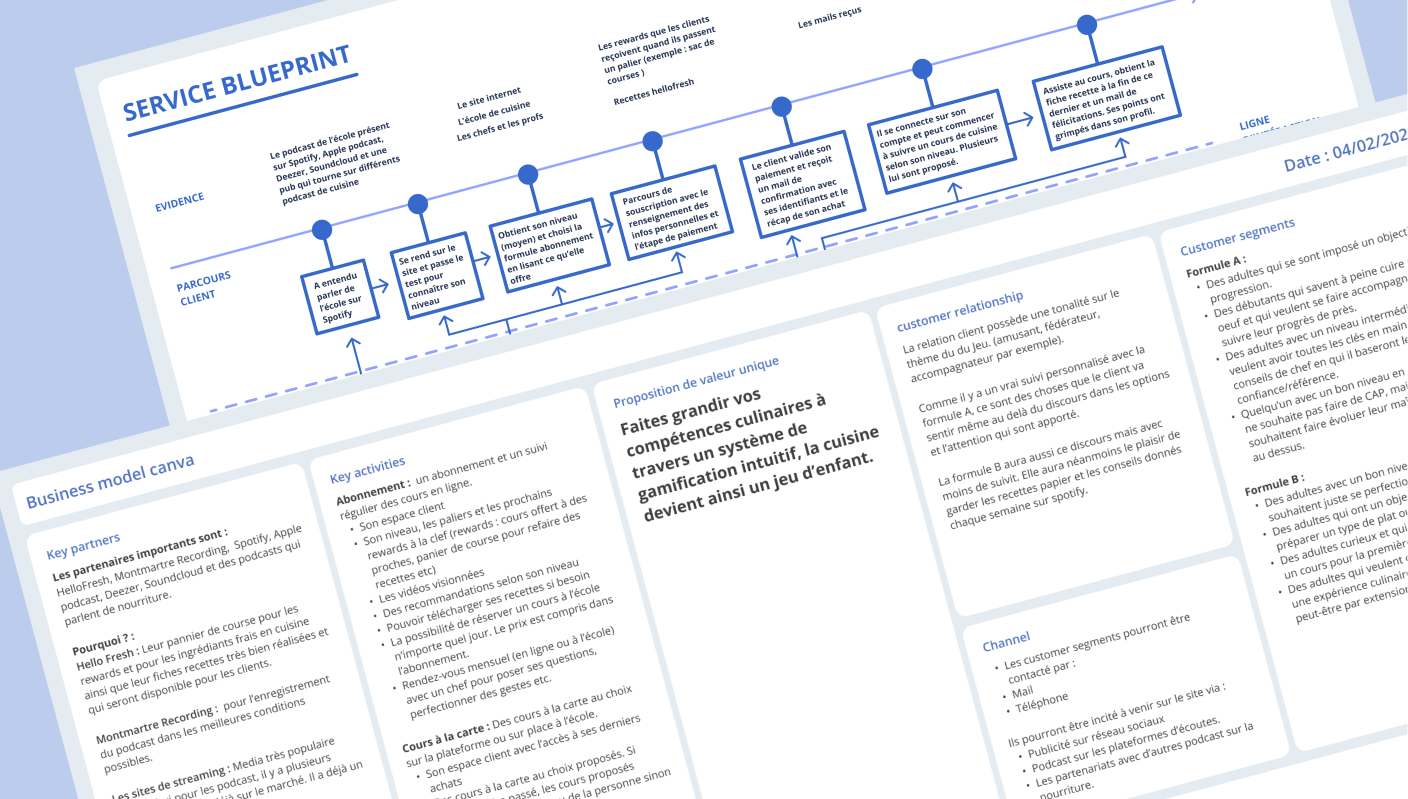 SERVICE BLUEPRINT
EVIDENCE
Le podcast de l'école présent
sur Spotify, Apple podcast,
Deezer, Soundcloud et une
pub qui tourne sur différents
podcast de cuisine
Le site internet
L'école de cuisine
Les chefs et les profs
Les rewards que les clients
reçoivent quand ils passent
un palier (exemple : sac de
courses )
Recettes hellofresh
Les mails reçus
PARCOURS
CLIENT
A entendu
parler de
l'école sur
Spotify
Se rend sur le
site et passe le
test pour
connaître son
niveau
Obtient son niveau
(moyen) et choisi la
formule abonnement
en lisant ce qu'elle
offre
Parcours de
souscription avec le
renseignement des
infos personnelles et
l'étape de paiement
Le client valide son
paiement et reçoit
un mail de
confirmation avec
ses identifiants et le
récap de son achat
Il se connecte sur son
compte et peut commencer
à suivre un cours de cuisine
selon son niveau. Plusieurs
lui sont proposé.
Assiste au cours, obtient la
fiche recette à la fin de ce
dernier et un mail de
félicitations. Ses points ont
grimpés dans son profil.
LIGNE
Business model canva
Date : 04/02/202
Key partners
Les partenaires importants sont :
HelloFresh, Montmartre Recording, Spotify, Apple
podcast, Deezer, Soundcloud et des podcasts qui
parlent de nourriture.
Pourquoi ? :
Hello Fresh : Leur pannier de course pour les
rewards et pour les ingrédients frais en cuisine
ainsi que leur fiches recettes très bien réalisées et
qui seront disponible pour les clients.
Montmartre Recording : pour l'enregistrement
du podcast dans les meilleures conditions
possibles.
Les sites de streaming : Media très populaire
pour les podcast, il y a plusieurs
sur le marché. Il a déjà un
Key activities
Abonnement : un abonnement et un suivi
régulier des cours en ligne.
• Son espace client
• Son niveau, les paliers et les prochains
rewards à la clef (rewards : cours offert à des
proches, panier de course pour refaire des
recettes etc)
• Les vidéos visionnées
• Des recommandations selon son niveau
• Pouvoir télécharger ses recettes si besoin
• La possibilité de réserver un cours à l'école
n'importe quel jour. Le prix est compris dans
l'abonnement.
• Rendez-vous mensuel (en ligne ou à l'école)
avec un chef pour poser ses questions,
perfectionner des gestes etc.
Cours à la carte : Des cours à la carte au choix
sur la plateforme ou sur place à l'école.
• Son espace client avec l'accès à ses derniers
achats
cours à la carte au choix proposés. Si
passé, les cours proposés
de la personne sinon
Proposition de valeur unique
Faites grandir vos
compétences culinaires à
travers un système de
gamification intuitif, la cuisine
devient ainsi un jeu d'enfant.
customer relationship
La relation client possède une tonalité sur le
thème du du Jeu. (amusant, fédérateur,
accompagnateur par exemple).
Comme il y a un vrai suivi personnalisé avec la
formule A, ce sont des choses que le client va
sentir même au delà du discours dans les options
et l'attention qui sont apporté.
La formule B aura aussi ce discours mais avec
moins de suivit. Elle aura néanmoins le plaisir de
garder les recettes papier et les conseils donnés
chaque semaine sur spotify.
Channel
• Les customer segments pourront être
contacté par :
• Mail
• Téléphone
Ils pourront être incité à venir sur le site via :
• Publicité sur réseau sociaux
• Podcast sur les plateformes d'écoutes.
• Les partenariats avec d'autres podcast sur la
nourriture.
Customer segments
Formule A :
• Des adultes qui se sont imposé un objecti
progression.
• Des débutants qui savent à peine cuire
oeuf et qui veulent se faire accompagn
suivre leur progrès de près.
• Des adultes avec un niveau interméd
veulent avoir toutes les clés en main
conseils de chef en qui il baseront le
confiance/référence.
• Quelqu'un avec un bon niveau en
ne souhaite pas faire de CAP, mai
souhaitent faire évoluer leur ma
au dessus.
Formule B :
• Des adultes avec un bon nive
souhaitent juste se perfectio
• Des adultes qui ont un obje
préparer un type de plat ou
• Des adultes curieux et qui
un cours pour la première
• Des adultes qui veulent
une expérience culinair
peut-être par extension